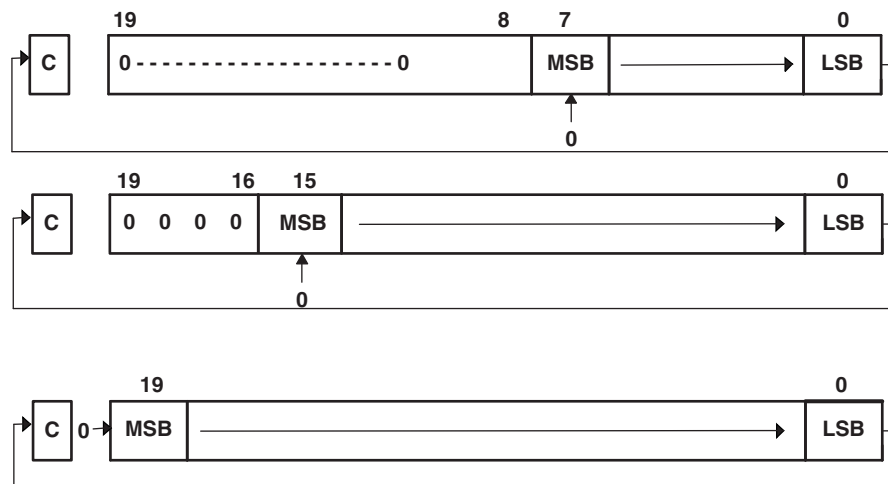 19 8 7 0
C 0------------------0 MSB LSB
0
19 16 15 0
C 0 0 0 0 MSB LSB
0
19 0
C 0 MSB LSB